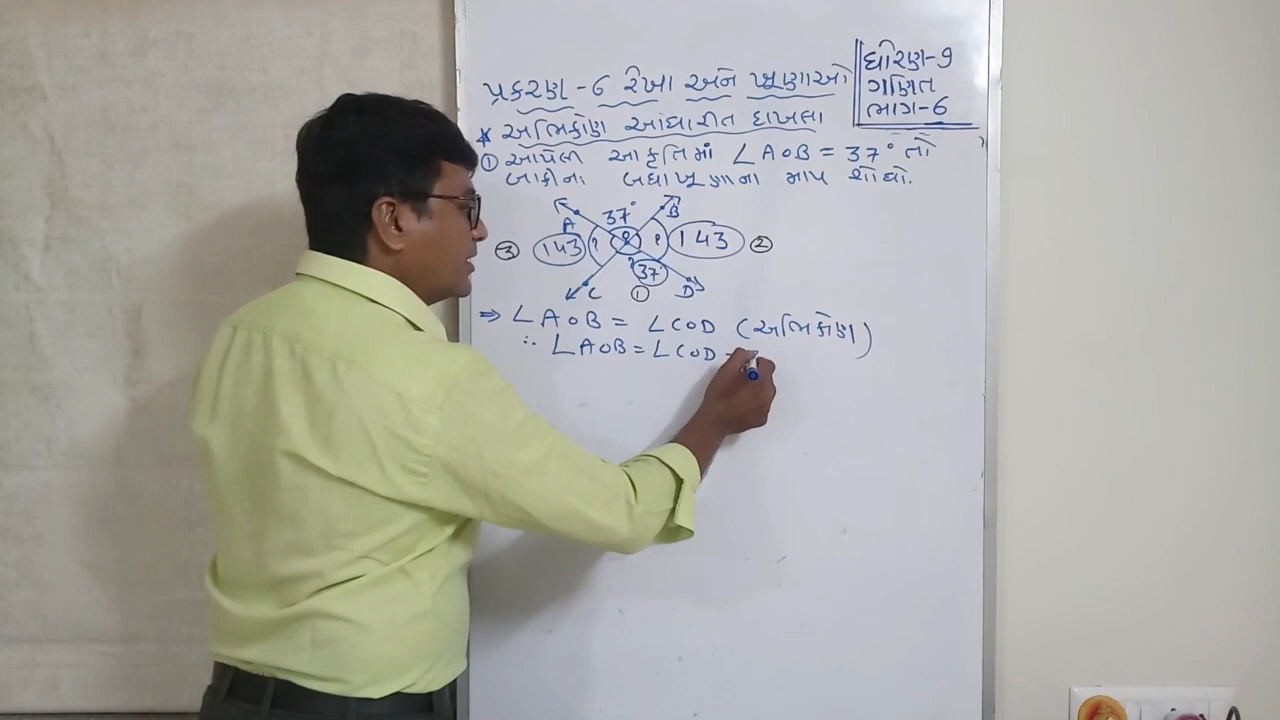 પ્રકરણ-6 રેખા અને ખૂણાઓ
ધોરણ-9
ગણિત
ભાગ-6
* અભિકોણ આધારીત દાખલા
① આપેલી આકૃતિમાં ∠AOB = 37° તો
બાકીના બધા ખૂણાના માપ શોધો.
A 37° B
③ 143 ? ? 143 ②
? 37°
C ① D
⇒ ∠AOB = ∠COD (અભિકોણ)
∴ ∠AOB = ∠COD =